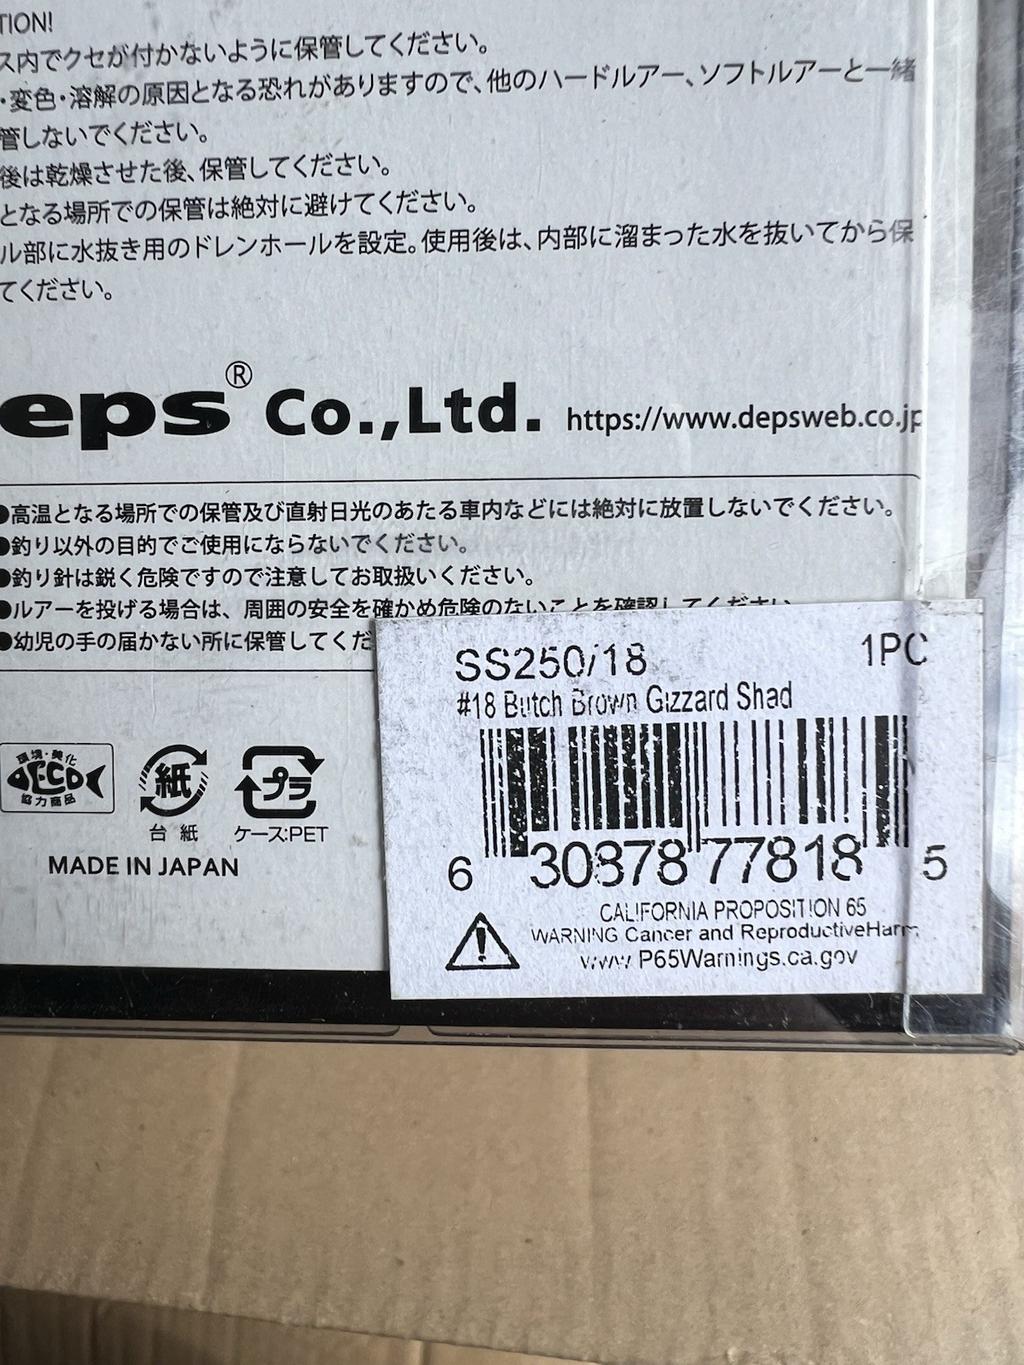 TION!
ス内でクセが付かないように保管してください。
・変色・溶解の原因となる恐れがありますので、他のハードルアー、ソフトルアーと一緒
管しないでください。
後は乾燥させた後、保管してください。
となる場所での保管は絶対に避けてください。
ル部に水抜き用のドレンホールを設定。使用後は、内部に溜まった水を抜いてから保
てください。
eps® Co.,Ltd. https://www.depsweb.co.jp
●高温となる場所での保管及び直射日光のあたる車内などには絶対に放置しないでください。
●釣り以外の目的でご使用にならないでください。
●釣り針は鋭く危険ですので注意してお取扱いください。
●ルアーを投げる場合は、周囲の安全を確かめ危険のないことを確認してください
●幼児の手の届かない所に保管してくだ
SS250/18 1PC
#18 Butch Brown Gizzard Shad
6 30878 77818 5
CALIFORNIA PROPOSITION 65
WARNING Cancer and ReproductiveHarm
www P65Warnings.ca.gov
環境・美化
DECO
協力商品
紙
台紙
プラ
ケース:PET
MADE IN JAPAN